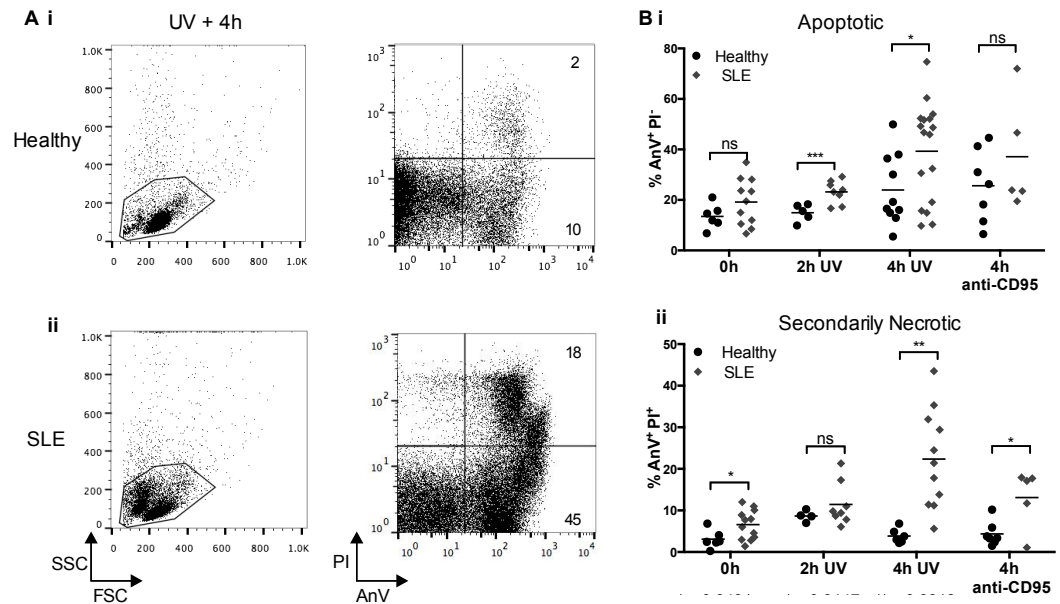 A i
UV + 4h
Healthy
1.0K
800
600
400
200
0
0 200 400 600 800 1.0K
10³
10²
10¹
10⁰
10⁰ 10¹ 10² 10³ 10⁴
2
10
ii
SLE
1.0K
800
600
400
200
0
0 200 400 600 800 1.0K
SSC
FSC
10³
10²
10¹
10⁰
10⁰ 10¹ 10² 10³ 10⁴
18
45
PI
AnV
B i
Apoptotic
Healthy
SLE
% AnV⁺ PI⁻
80
60
40
20
0
ns
***
*
ns
0h 2h UV 4h UV 4h
anti-CD95
ii
Secondarily Necrotic
Healthy
SLE
% AnV⁺ PI⁺
50
40
30
20
10
0
*
ns
**
*
0h 2h UV 4h UV 4h
anti-CD95